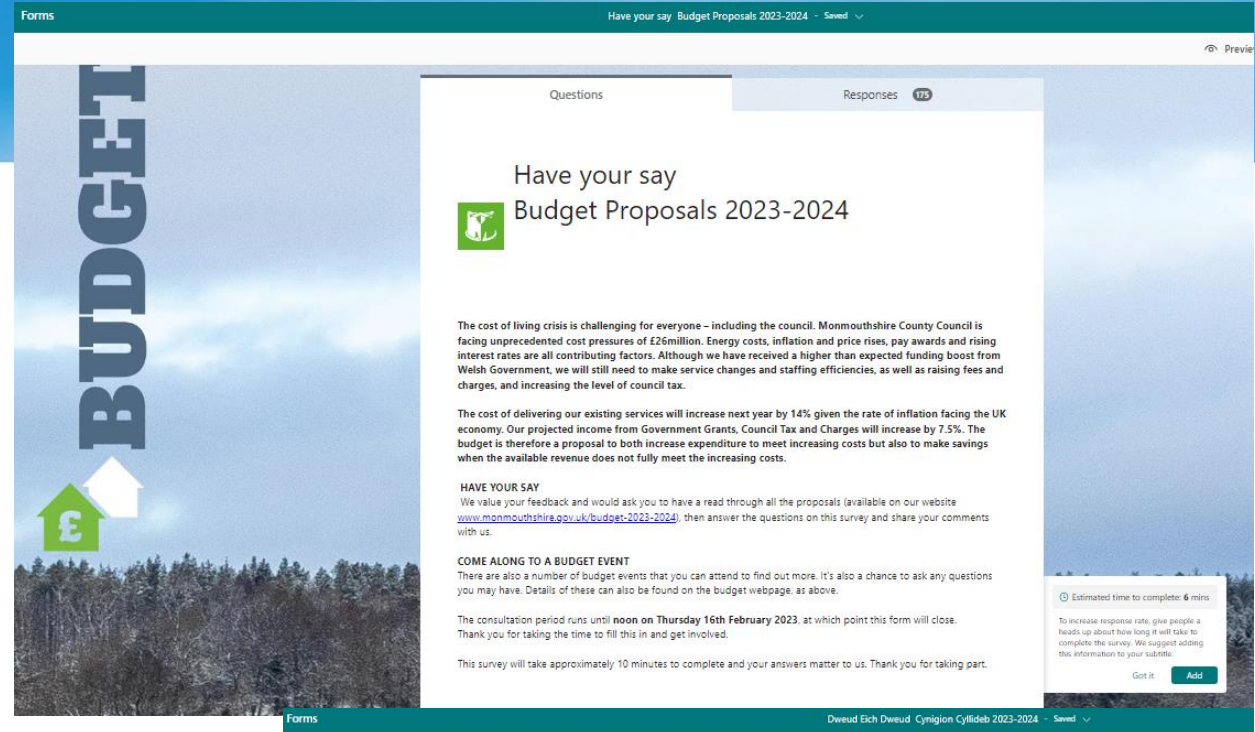 Forms
Have your say Budget Proposals 2023-2024 - Saved
Previe
BUDGET
£
Questions
Responses 175
Have your say
Budget Proposals 2023-2024
The cost of living crisis is challenging for everyone – including the council. Monmouthshire County Council is
facing unprecedented cost pressures of £26million. Energy costs, inflation and price rises, pay awards and rising
interest rates are all contributing factors. Although we have received a higher than expected funding boost from
Welsh Government, we will still need to make service changes and staffing efficiencies, as well as raising fees and
charges, and increasing the level of council tax.
The cost of delivering our existing services will increase next year by 14% given the rate of inflation facing the UK
economy. Our projected income from Government Grants, Council Tax and Charges will increase by 7.5%. The
budget is therefore a proposal to both increase expenditure to meet increasing costs but also to make savings
when the available revenue does not fully meet the increasing costs.
HAVE YOUR SAY
We value your feedback and would ask you to have a read through all the proposals (available on our website
www.monmouthshire.gov.uk/budget-2023-2024), then answer the questions on this survey and share your comments
with us.
COME ALONG TO A BUDGET EVENT
There are also a number of budget events that you can attend to find out more. It's also a chance to ask any questions
you may have. Details of these can also be found on the budget webpage, as above.
The consultation period runs until noon on Thursday 16th February 2023, at which point this form will close.
Thank you for taking the time to fill this in and get involved.
This survey will take approximately 10 minutes to complete and your answers matter to us. Thank you for taking part.
Estimated time to complete: 6 mins
To increase response rate, give people a
heads up about how long it will take to
complete the survey. We suggest adding
this information to your subtitle.
Got it Add
Forms
Dweud Eich Dweud Cynigion Cyllideb 2023-2024 - Saved